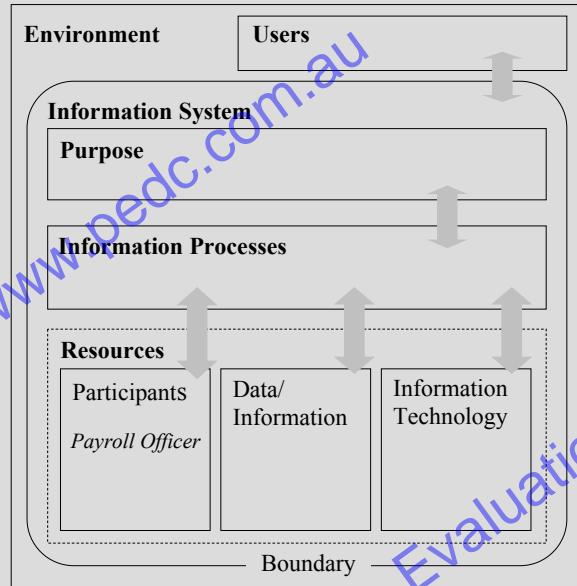 Environment
Users
Information System
Purpose
Information Processes
Resources
Participants
Payroll Officer
Data/
Information
Information
Technology
Boundary
www.pedc.com.au